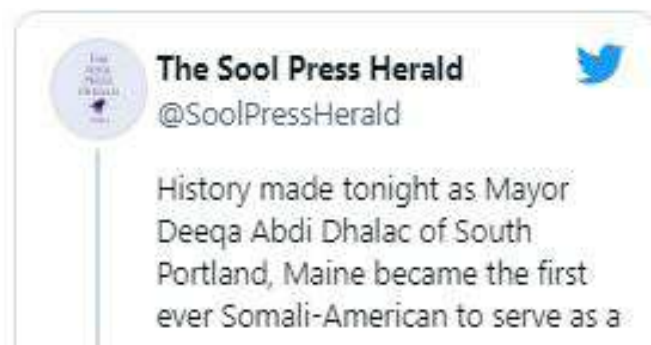 The Sool Press Herald
@SoolPressHerald
History made tonight as Mayor
Deeqa Abdi Dhalac of South
Portland, Maine became the first
ever Somali-American to serve as a